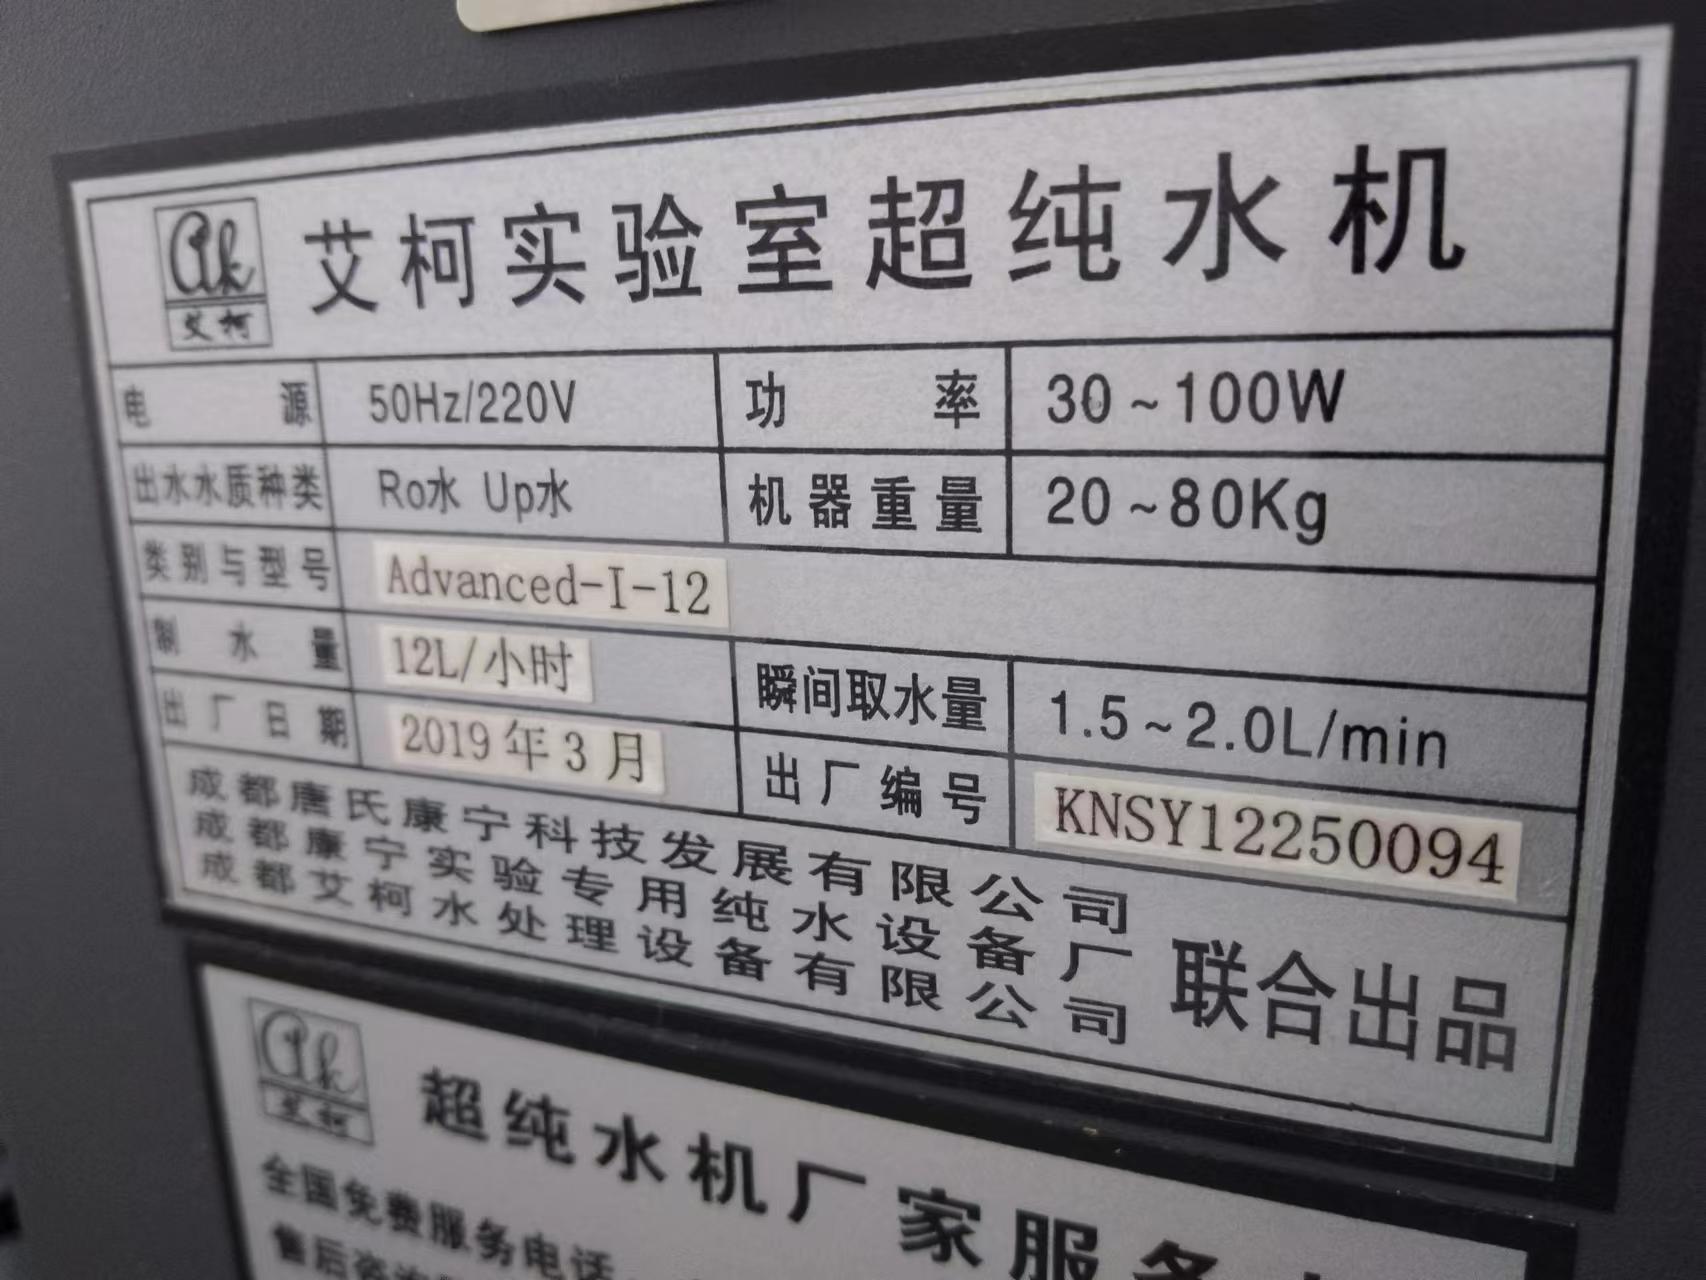 Ak 艾柯 艾柯实验室超纯水机
电源 50Hz/220V 功率 30~100W
出水水质种类 Ro水 Up水 机器重量 20~80Kg
类别与型号 Advanced-I-12
制水量 12L/小时 瞬间取水量 1.5~2.0L/min
出厂日期 2019年3月 出厂编号 KNSY12250094
成都唐氏康宁科技发展有限公司
成都康宁实验专用纯水设备厂
成都艾柯水处理设备有限公司
联合出品
Ak 艾柯 超纯水机厂家服务
全国免费服务电话
售后咨询